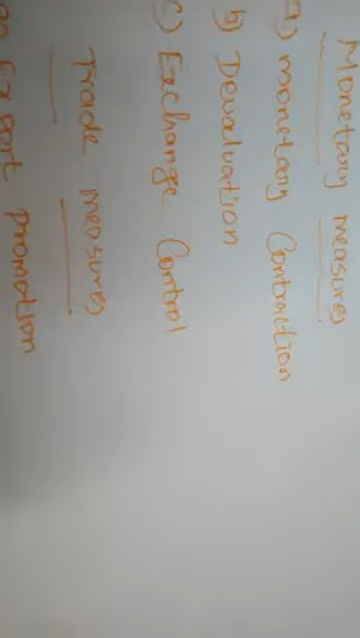 Monetary measures
a) Monetary Contraction
b) Devaluation
c) Exchange Control
Trade measures
a) Export Promotion